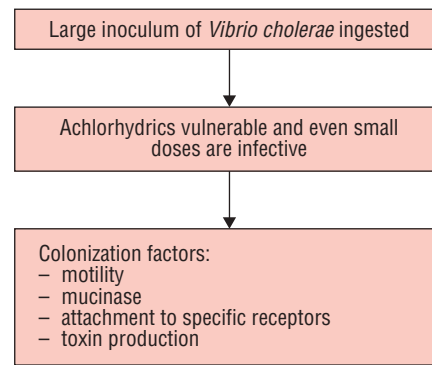 Large inoculum of Vibrio cholerae ingested
Achlorhydrics vulnerable and even small
doses are infective
Colonization factors:
– motility
– mucinase
– attachment to specific receptors
– toxin production